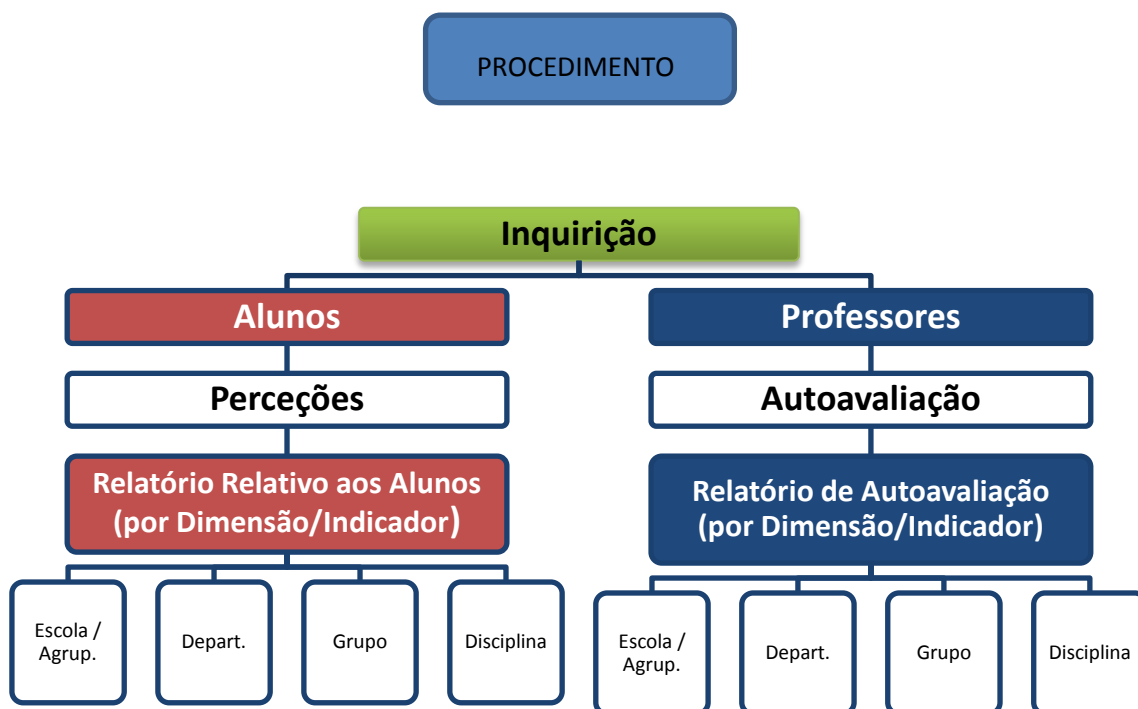 PROCEDIMENTO
Inquirição
Alunos
Professores
Perceções
Autoavaliação
Relatório Relativo aos Alunos
(por Dimensão/Indicador)
Relatório de Autoavaliação
(por Dimensão/Indicador)
Escola /
Agrup.
Depart.
Grupo
Disciplina
Escola /
Agrup.
Depart.
Grupo
Disciplina